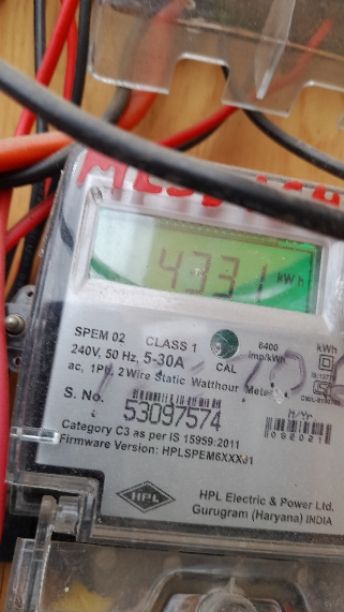 4331 kWh
SPEM 02 CLASS 1 6400 kWh
240V, 50 Hz, 5-30A CAL imp/kWh
ac, 1Ph, 2 Wire Static Watthour
S. No. 53097574 M/Yr
Category C3 as per IS 15959:2011
Firmware Version:
HPL
HPL Electric & Power Ltd.
Gurugram (Haryana) INDIA